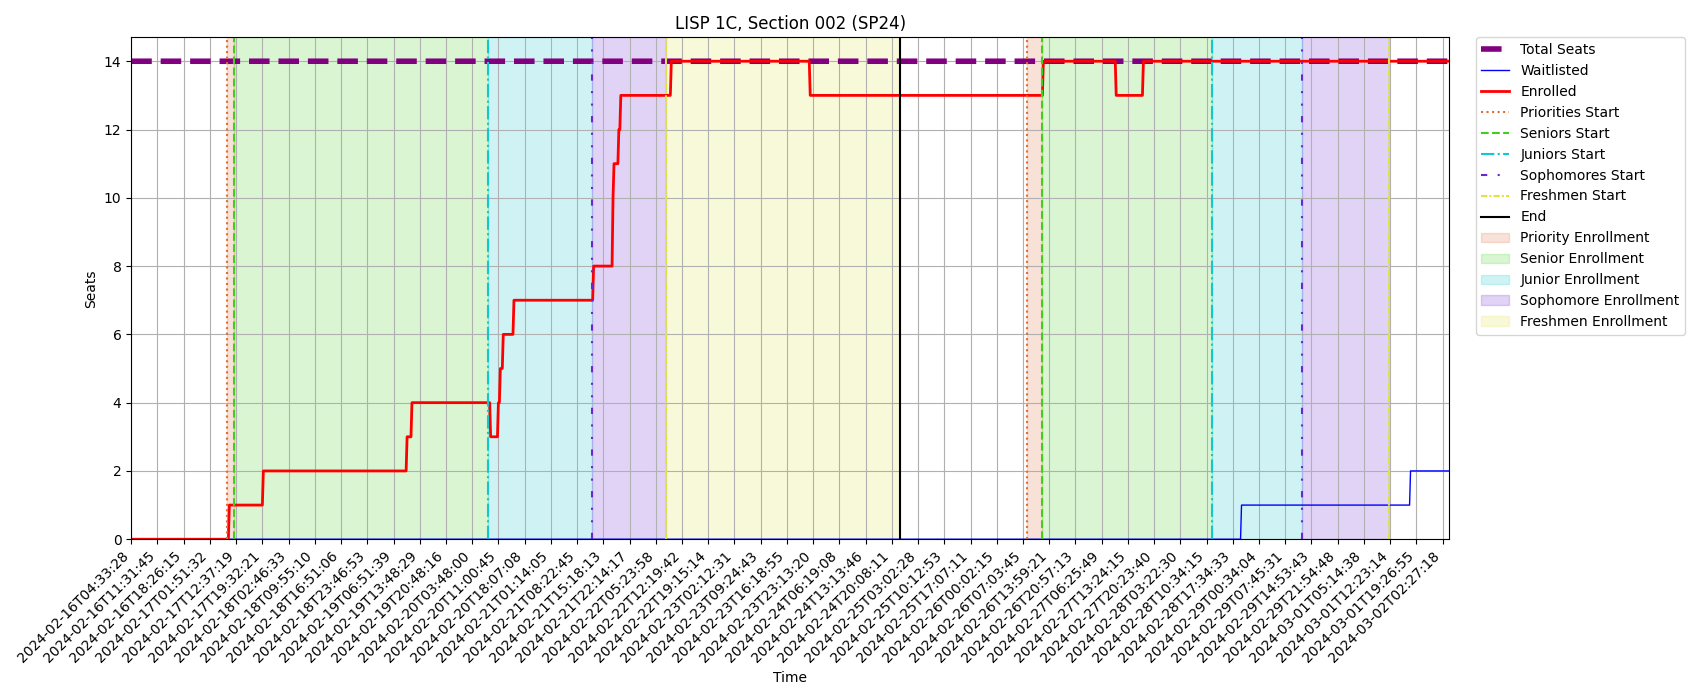 LISP 1C, Section 002 (SP24)
Seats
14
12
10
8
6
4
2
0
2024-02-16T04:33:28
2024-02-16T11:31:45
2024-02-16T18:26:15
2024-02-17T01:51:32
2024-02-17T12:37:19
2024-02-17T19:32:21
2024-02-18T02:46:33
2024-02-18T09:55:10
2024-02-18T16:51:06
2024-02-18T23:46:53
2024-02-19T06:51:39
2024-02-19T13:48:29
2024-02-19T20:48:16
2024-02-20T03:48:00
2024-02-20T11:00:45
2024-02-20T18:07:08
2024-02-21T01:14:05
2024-02-21T08:22:45
2024-02-21T15:18:13
2024-02-21T22:14:17
2024-02-22T05:23:58
2024-02-22T12:19:42
2024-02-22T19:15:14
2024-02-23T02:12:31
2024-02-23T09:24:43
2024-02-23T16:18:55
2024-02-23T23:13:20
2024-02-24T06:19:08
2024-02-24T13:13:46
2024-02-24T20:08:11
2024-02-25T03:02:28
2024-02-25T10:12:53
2024-02-25T17:07:11
2024-02-26T00:02:15
2024-02-26T07:03:45
2024-02-26T13:59:21
2024-02-26T20:57:13
2024-02-27T06:25:49
2024-02-27T13:24:15
2024-02-27T20:23:40
2024-02-28T03:22:30
2024-02-28T10:34:15
2024-02-28T17:34:33
2024-02-29T00:34:04
2024-02-29T07:45:31
2024-02-29T14:53:43
2024-02-29T21:54:48
2024-03-01T05:14:38
2024-03-01T12:23:14
2024-03-01T19:26:55
2024-03-02T02:27:18
Time
Total Seats
Waitlisted
Enrolled
Priorities Start
Seniors Start
Juniors Start
Sophomores Start
Freshmen Start
End
Priority Enrollment
Senior Enrollment
Junior Enrollment
Sophomore Enrollment
Freshmen Enrollment